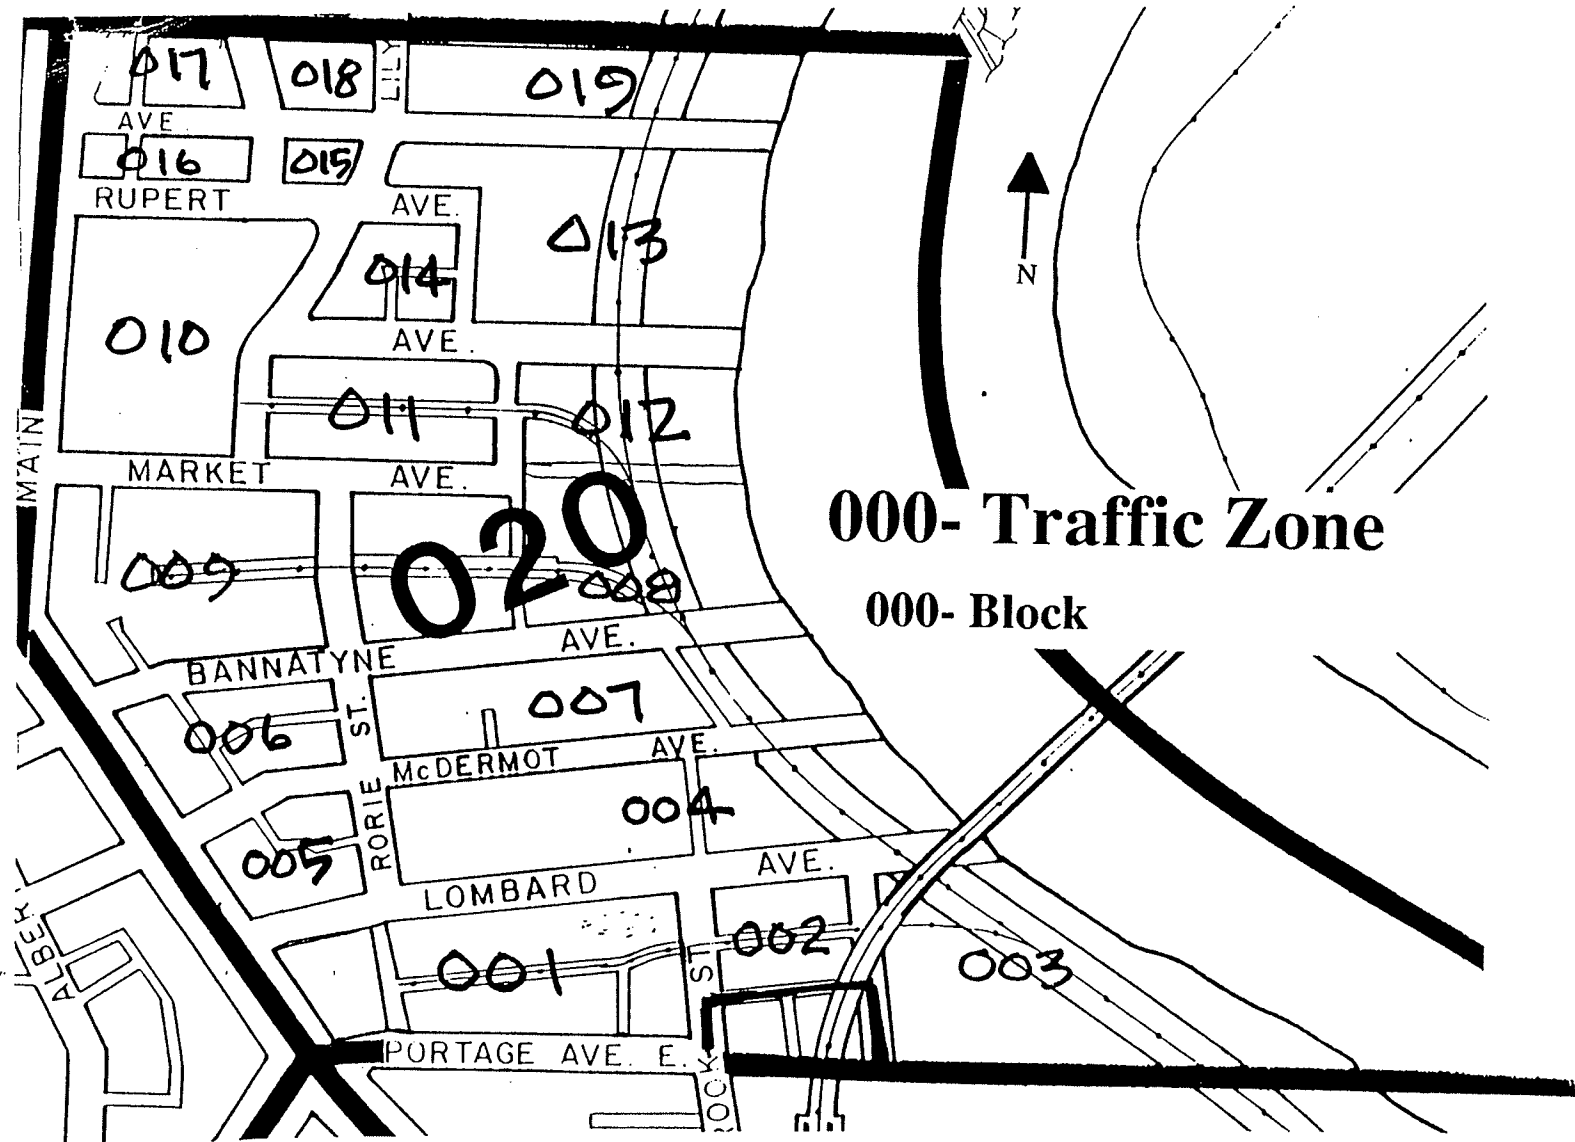 017
018
LILY
019
AVE
016
015
RUPERT AVE.
013
014
N
010
AVE.
011
012
MAIN
MARKET AVE.
020
000- Traffic Zone
009
008
000- Block
BANNATYNE AVE.
007
ST.
006
McDERMOT AVE.
RORIE
004
005
AVE.
LOMBARD
ALBER
002
001
ST
003
PORTAGE AVE. E.